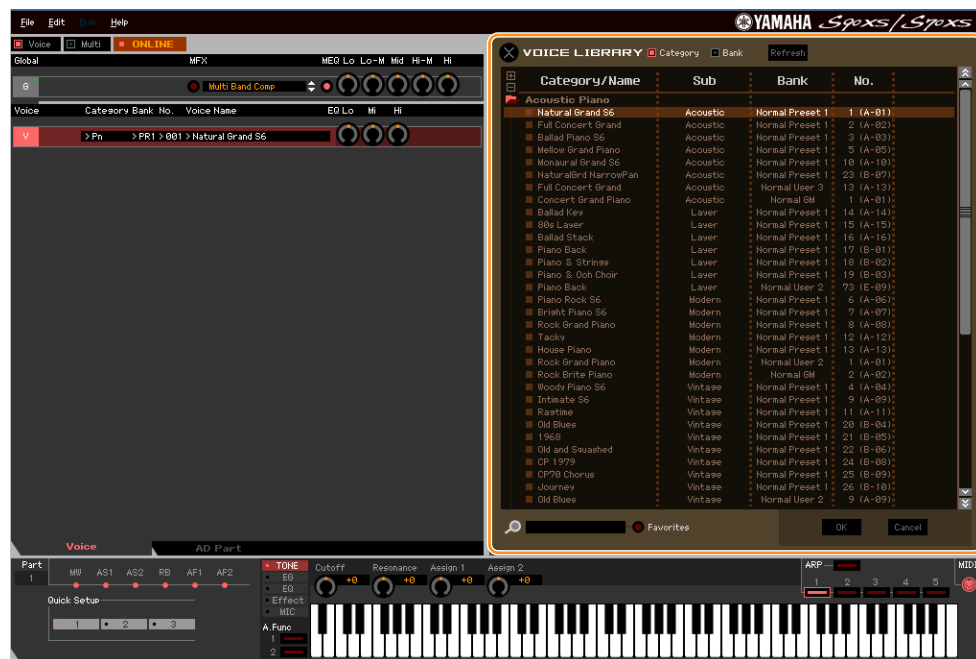 File Edit Bulk Help
YAMAHA S90XS/S70XS
Voice Multi ONLINE
Global MFX MEQ Lo Lo-M Mid Hi-M Hi
G Multi Band Comp
Voice Category Bank No. Voice Name EQ Lo Mi Hi
V >Pn >PR1 >001 >Natural Grand S6
VOICE LIBRARY Category Bank Refresh
Category/Name Sub Bank No.
Acoustic Piano
Natural Grand S6 Acoustic Normal Preset 1 1 (A-01)
Full Concert Grand Acoustic Normal Preset 1 2 (A-02)
Ballad Piano S6 Acoustic Normal Preset 1 3 (A-03)
Mellow Grand Piano Acoustic Normal Preset 1 5 (A-05)
Monaural Grand S6 Acoustic Normal Preset 1 10 (A-10)
NaturalGrd NarrowPan Acoustic Normal Preset 1 23 (B-07)
Full Concert Grand Acoustic Normal User 3 13 (A-13)
Concert Grand Piano Acoustic Normal GM 1 (A-01)
Ballad Key Layer Normal Preset 1 14 (A-14)
80s Layer Layer Normal Preset 1 15 (A-15)
Ballad Stack Layer Normal Preset 1 16 (A-16)
Piano Back Layer Normal Preset 1 17 (B-01)
Piano & Strings Layer Normal Preset 1 18 (B-02)
Piano & Ooh Choir Layer Normal Preset 1 19 (B-03)
Piano Back Layer Normal User 2 73 (E-09)
Piano Rock S6 Modern Normal Preset 1 6 (A-06)
Bright Piano S6 Modern Normal Preset 1 7 (A-07)
Rock Grand Piano Modern Normal Preset 1 8 (A-08)
Tacky Modern Normal Preset 1 12 (A-12)
House Piano Modern Normal Preset 1 13 (A-13)
Rock Grand Piano Modern Normal User 2 1 (A-01)
Rock Brite Piano Modern Normal GM 2 (A-02)
Woody Piano S6 Vintage Normal Preset 1 4 (A-04)
Intimate S6 Vintage Normal Preset 1 9 (A-09)
Ragtime Vintage Normal Preset 1 11 (A-11)
Old Blues Vintage Normal Preset 1 20 (B-04)
1968 Vintage Normal Preset 1 21 (B-05)
Old and Squashed Vintage Normal Preset 1 22 (B-06)
CP 1979 Vintage Normal Preset 1 24 (B-08)
CP70 Chorus Vintage Normal Preset 1 25 (B-09)
Journey Vintage Normal Preset 1 26 (B-10)
Old Blues Vintage Normal User 2 9 (A-09)
Favorites OK Cancel
Voice AD Part
Part
1
MW AS1 AS2 RB AF1 AF2
Quick Setup
1 2 3
TONE
EG
EQ
Effect
MIC
A.Func
1
2
Cutoff Resonance Assign 1 Assign 2
+0 +0 +0 +0
ARP
1 2 3 4 5
MIDI